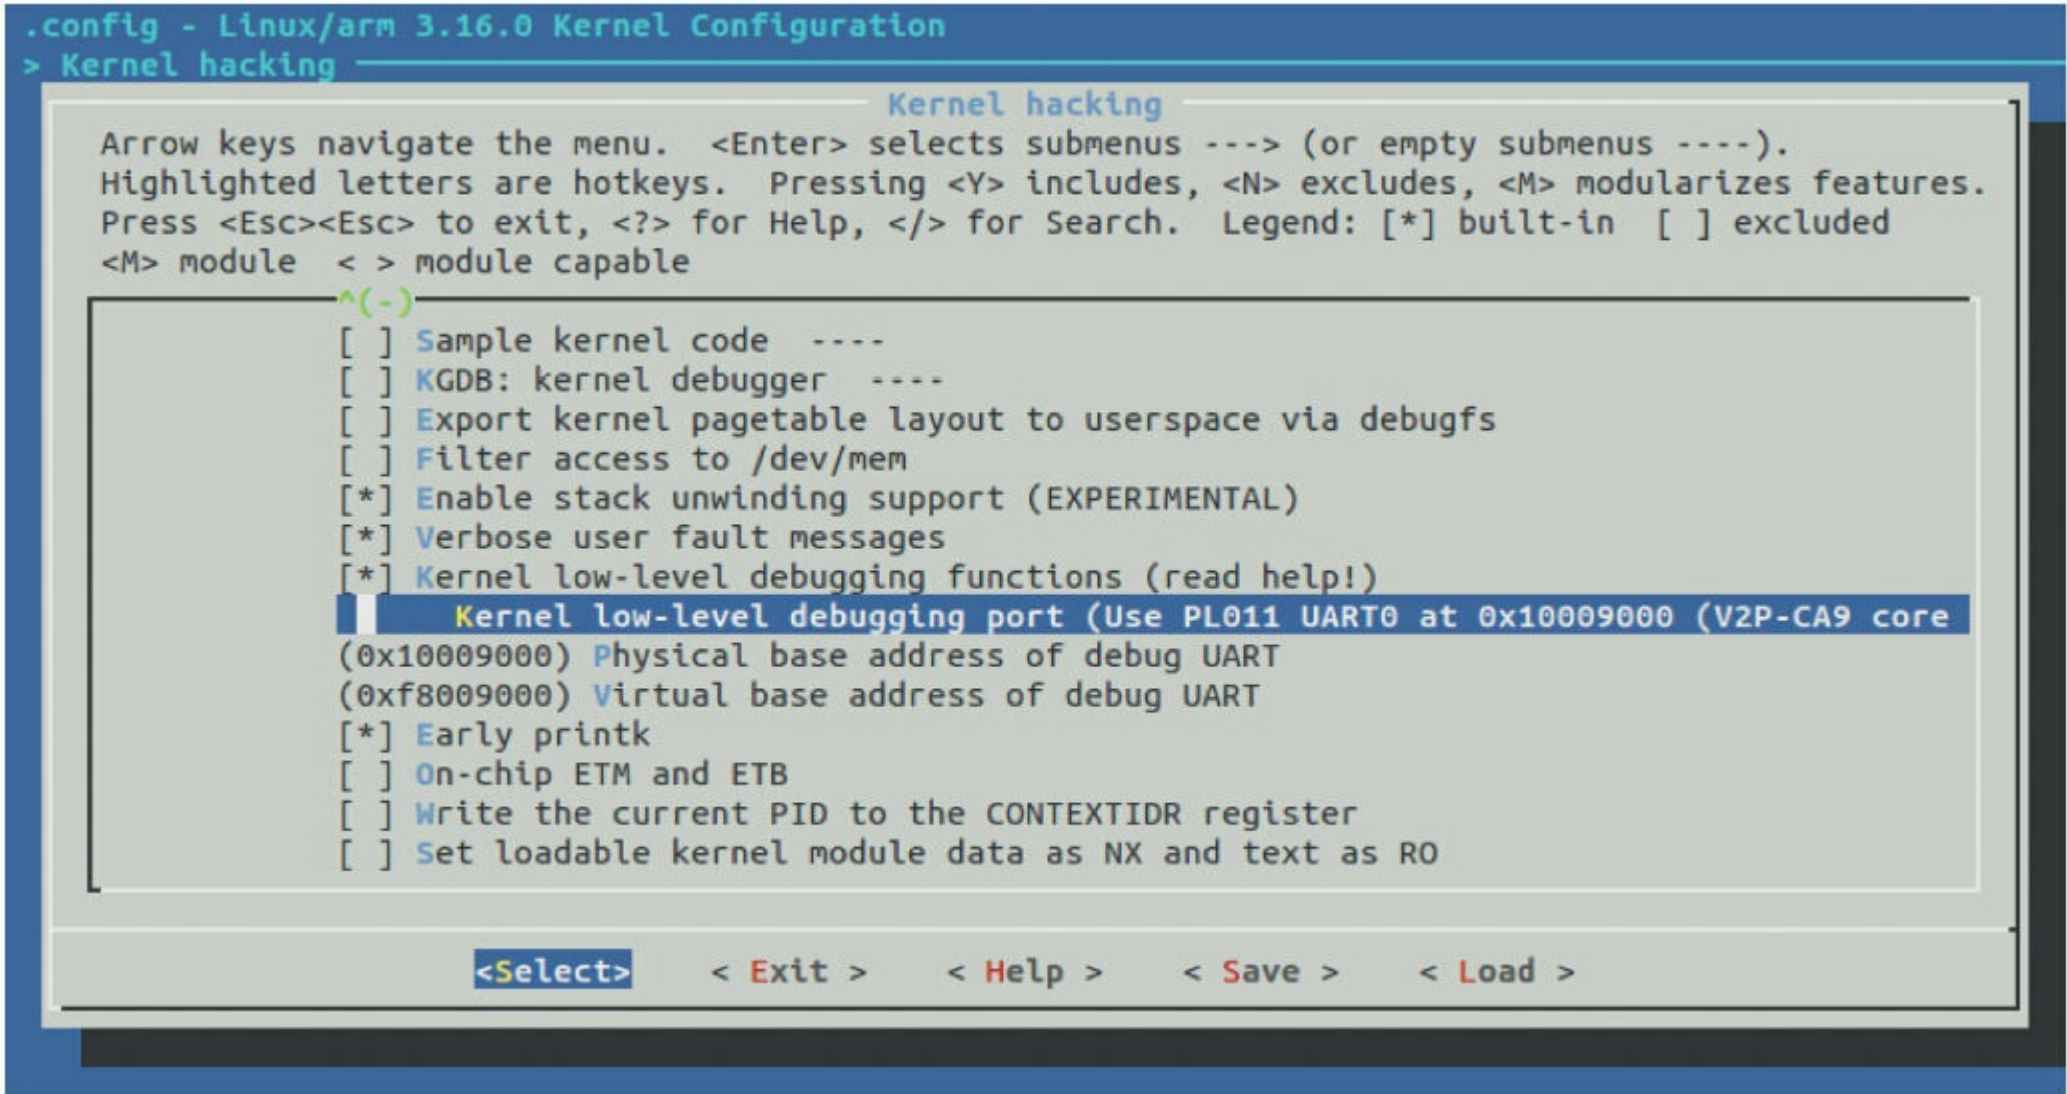 .config - Linux/arm 3.16.0 Kernel Configuration
> Kernel hacking
Kernel hacking
Arrow keys navigate the menu.  <Enter> selects submenus ---> (or empty submenus ----).
Highlighted letters are hotkeys.  Pressing <Y> includes, <N> excludes, <M> modularizes features.
Press <Esc><Esc> to exit, <?> for Help, </> for Search.  Legend: [*] built-in  [ ] excluded
<M> module  < > module capable
^(-)
[ ] Sample kernel code  ----
[ ] KGDB: kernel debugger  ----
[ ] Export kernel pagetable layout to userspace via debugfs
[ ] Filter access to /dev/mem
[*] Enable stack unwinding support (EXPERIMENTAL)
[*] Verbose user fault messages
[*] Kernel low-level debugging functions (read help!)
Kernel low-level debugging port (Use PL011 UART0 at 0x10009000 (V2P-CA9 core
(0x10009000) Physical base address of debug UART
(0xf8009000) Virtual base address of debug UART
[*] Early printk
[ ] On-chip ETM and ETB
[ ] Write the current PID to the CONTEXTIDR register
[ ] Set loadable kernel module data as NX and text as RO
<Select>    < Exit >    < Help >    < Save >    < Load >